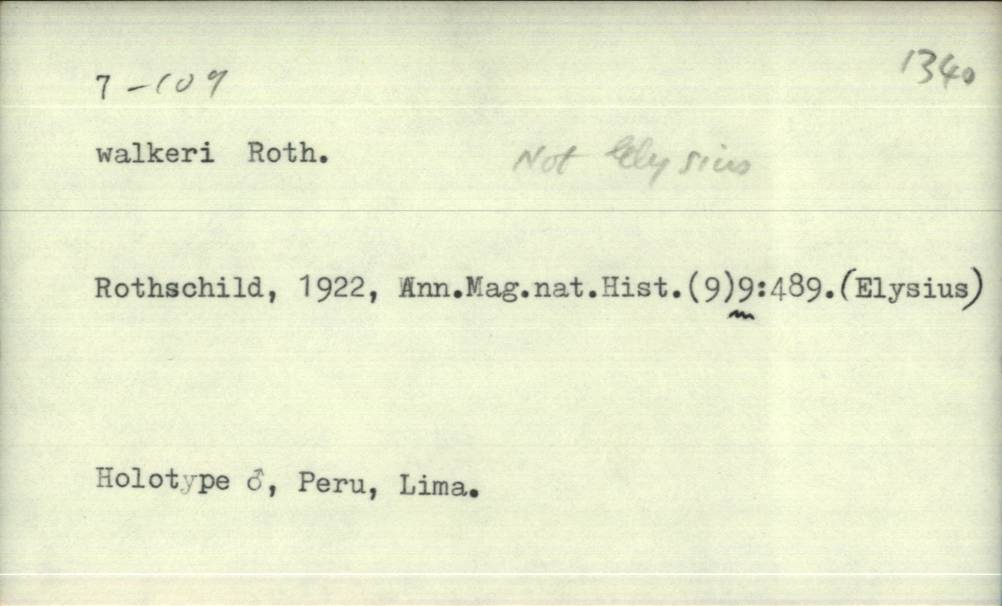 1340
7 -109
walkeri Roth. Not Elysius
Rothschild, 1922, Ann.Mag.nat.Hist.(9)9:489.(Elysius)
Holotype ♂, Peru, Lima.